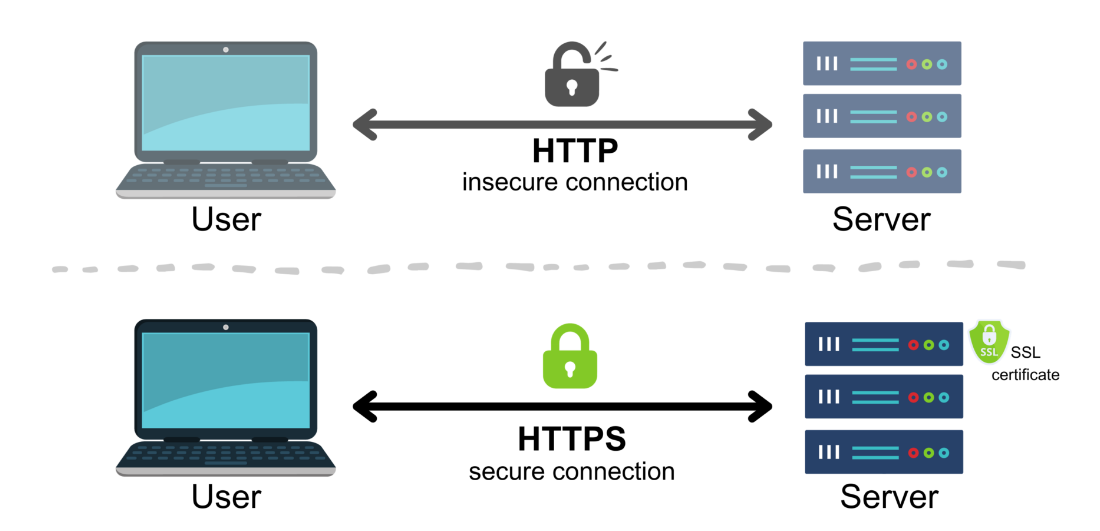 HTTP
insecure connection
User
Server
SSL
SSL
certificate
HTTPS
secure connection
User
Server